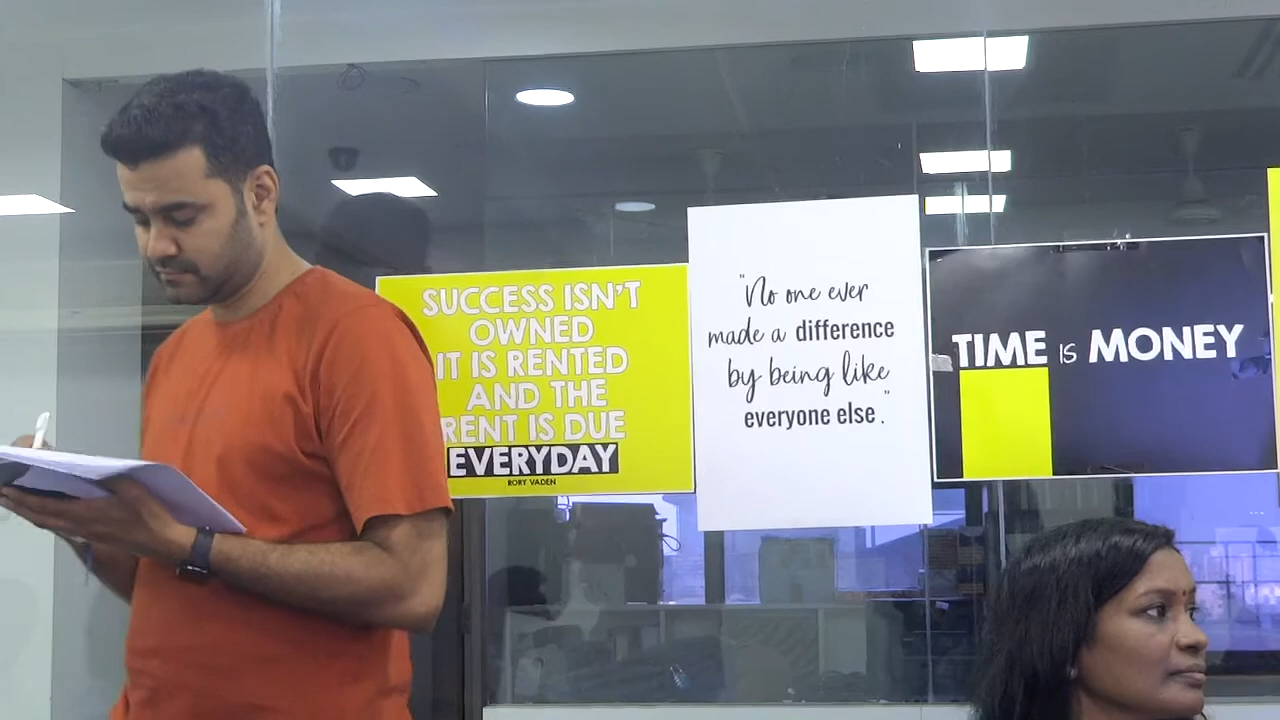 SUCCESS ISN'T
OWNED
IT IS RENTED
AND THE
RENT IS DUE
EVERYDAY
RORY VADEN
"No one ever
made a difference
by being like
everyone else."
TIME IS MONEY